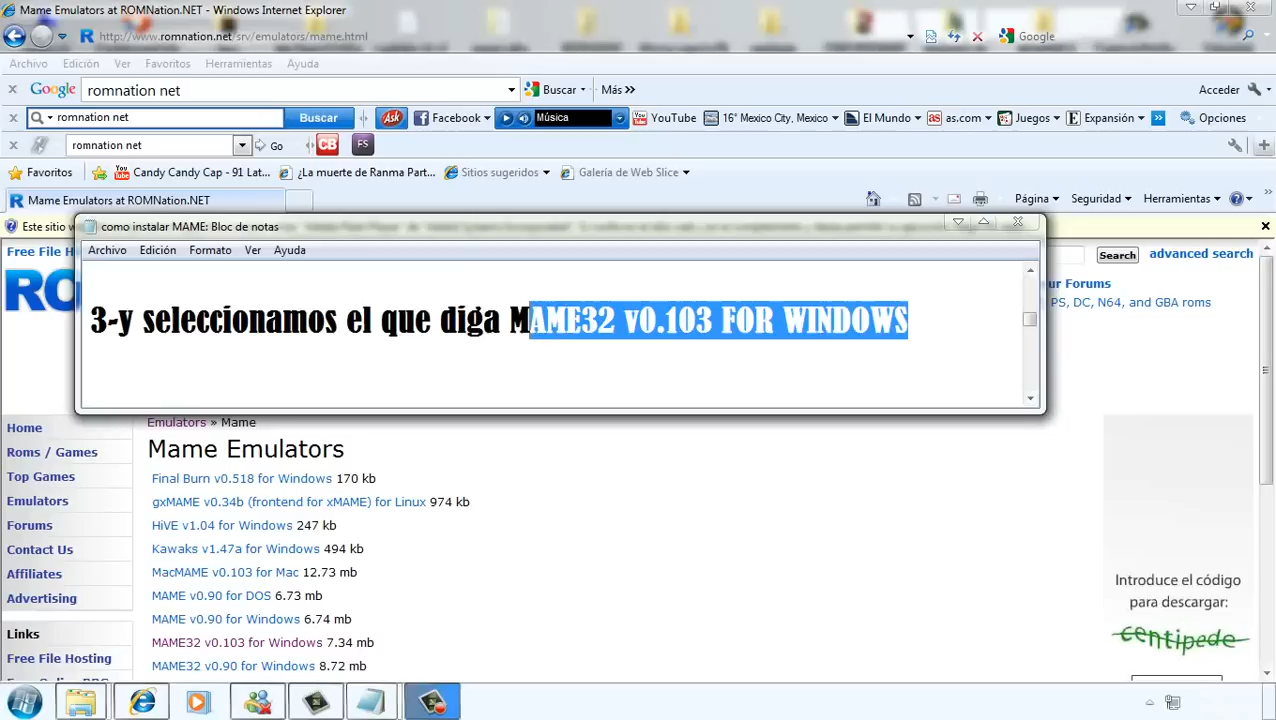 Mame Emulators at ROMNation.NET - Windows Internet Explorer
http://www.romnation.net/srv/emulators/mame.html
Google
Archivo Edición Ver Favoritos Herramientas Ayuda
Google romnation net Buscar Más »
Acceder
romnation net Buscar Ask Facebook Música YouTube 16° Mexico City, Mexico El Mundo as.com Juegos Expansión » Opciones
romnation net Go CB FS
Favoritos Candy Candy Cap - 91 Lat... ¿La muerte de Ranma Part... Sitios sugeridos Galería de Web Slice
Mame Emulators at ROMNation.NET
Página Seguridad Herramientas
como instalar MAME: Bloc de notas
Este sitio
Archivo Edición Formato Ver Ayuda
Free File H
Search advanced search
RO
ur Forums
PS, DC, N64, and GBA roms
3-y seleccionamos el que diga MAME32 v0.103 FOR WINDOWS
Emulators » Mame
Mame Emulators
Home
Roms / Games
Top Games
Emulators
Forums
Contact Us
Affiliates
Advertising
Links
Free File Hosting
Final Burn v0.518 for Windows 170 kb
gxMAME v0.34b (frontend for xMAME) for Linux 974 kb
HiVE v1.04 for Windows 247 kb
Kawaks v1.47a for Windows 494 kb
MacMAME v0.103 for Mac 12.73 mb
MAME v0.90 for DOS 6.73 mb
MAME v0.90 for Windows 6.74 mb
MAME32 v0.103 for Windows 7.34 mb
MAME32 v0.90 for Windows 8.72 mb
Introduce el código
para descargar:
centipede